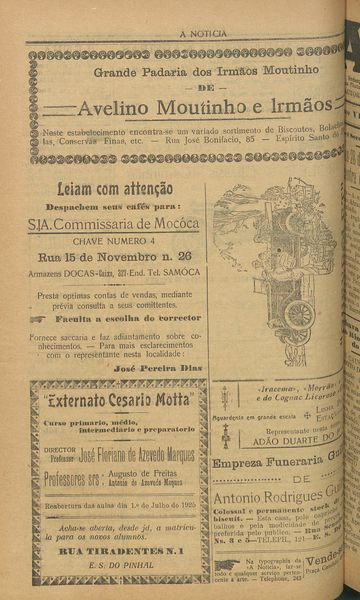 A NOTICIA
Grande Padaria dos Irmãos Moutinho
— DE —
Avelino Moutinho e Irmãos
Neste estabelecimento encontra-se um variado sortimento de Biscoutos,
las, Conservas Finas, etc. — Rua José Bonifacio, 85 — Espirito Santo do
Leiam com attenção
Despachem seus cafés para:
S|A. Commissaria de Mocóca
CHAVE NUMERO 4
Rua 15 de Novembro n. 26
Armazens DOCAS-Caixa, 327-End. Tel. SAMÓCA
Presta optimas contas de vendas, mediante
prévia consulta a seus comittentes.
Faculta a escolha do corrector
Fornece saccaria e faz adiantamento sobre co-
nhecimentos. — Para mais esclarecimentos
com o representante nesta localidade:
José Pereira Dias
"Externato Cesario Motta"
Curso primario, médio,
intermediario e preparatorio
DIRECTOR
Professor José Floriano de Azevedo Marques
Professores srs. Augusto de Freitas
Antonio de Azevedo Marques
Reabertura das aulas dia 1.º de Julho de 1925
Acha-se aberta, desde já, a matricu-
la para os novos alumnos.
RUA TIRADENTES N. 1
E. S. DO PINHAL
«Iracema»,
e do Cognac
Aguardente em grande escala
Representante nesta
ADÃO DUARTE DO
Empreza Funeraria
DE
Antonio Rodrigues
Colossal e permanente stock
biscuit. — Esta casa, pelo
balhos e pela modicidade de
preferida pelo publico. — Rua
N. 3 e 5—TELEPH., 121—E. S.
Na typographia da
«A Noticia», faz-se
todo e qualquer serviço perten-
cente á arte. — Telephone, 243
Vende-se